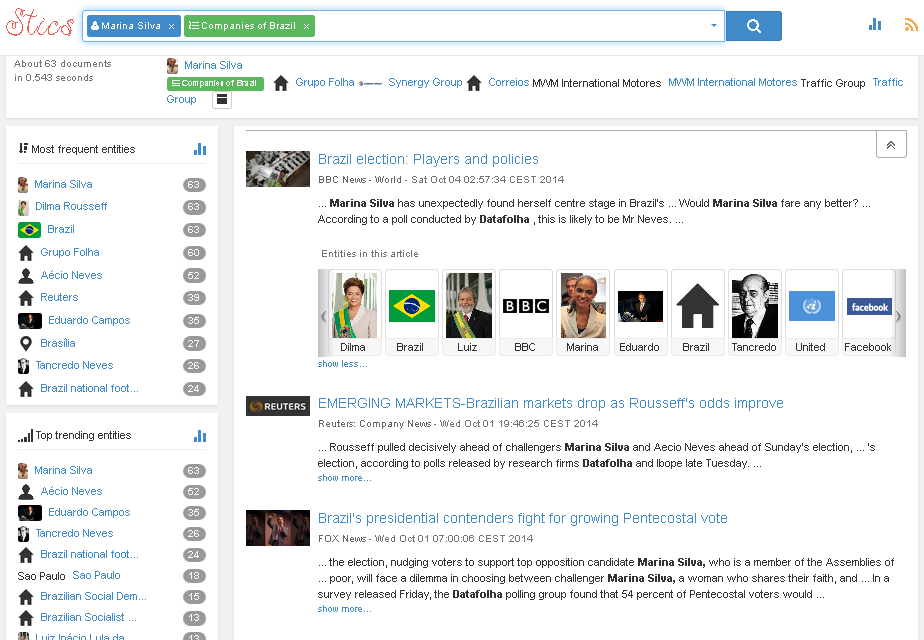 Stics
Marina Silva × Companies of Brazil ×
About 63 documents
in 0.543 seconds
Marina Silva
Companies of Brazil Grupo Folha Synergy Group Correios MWM International Motores MWM International Motores Traffic Group Traffic
Group
Most frequent entities
Marina Silva 63
Dilma Rousseff 63
Brazil 63
Grupo Folha 60
Aécio Neves 52
Reuters 39
Eduardo Campos 35
Brasília 27
Tancredo Neves 26
Brazil national foot... 24
Top trending entities
Marina Silva 63
Aécio Neves 52
Eduardo Campos 35
Tancredo Neves 26
Brazil national foot... 24
Sao Paulo Sao Paulo 18
Brazilian Social Dem... 15
Brazilian Socialist ... 13
Luiz Inácio Lula da 13
Brazil election: Players and policies
BBC News - World - Sat Oct 04 02:57:34 CEST 2014
... Marina Silva has unexpectedly found herself centre stage in Brazil's ... Would Marina Silva fare any better? ...
According to a poll conducted by Datafolha , this is likely to be Mr Neves. ...
Entities in this article
BBC facebook
Dilma Brazil Luiz BBC Marina Eduardo Brazil Tancredo United Facebook
show less...
REUTERS
EMERGING MARKETS-Brazilian markets drop as Rousseff's odds improve
Reuters: Company News - Wed Oct 01 19:46:25 CEST 2014
... Rousseff pulled decisively ahead of challengers Marina Silva and Aecio Neves ahead of Sunday's election, ... 's
election, according to polls released by research firms Datafolha and Ibope late Tuesday. ...
show more...
Brazil's presidential contenders fight for growing Pentecostal vote
FOX News - Wed Oct 01 07:00:06 CEST 2014
... the election, nudging voters to support top opposition candidate Marina Silva, who is a member of the Assemblies of
... poor, will face a dilemma in choosing between challenger Marina Silva, a woman who shares their faith, and ... In a
survey released Friday, the Datafolha polling group found that 54 percent of Pentecostal voters would ...
show more...